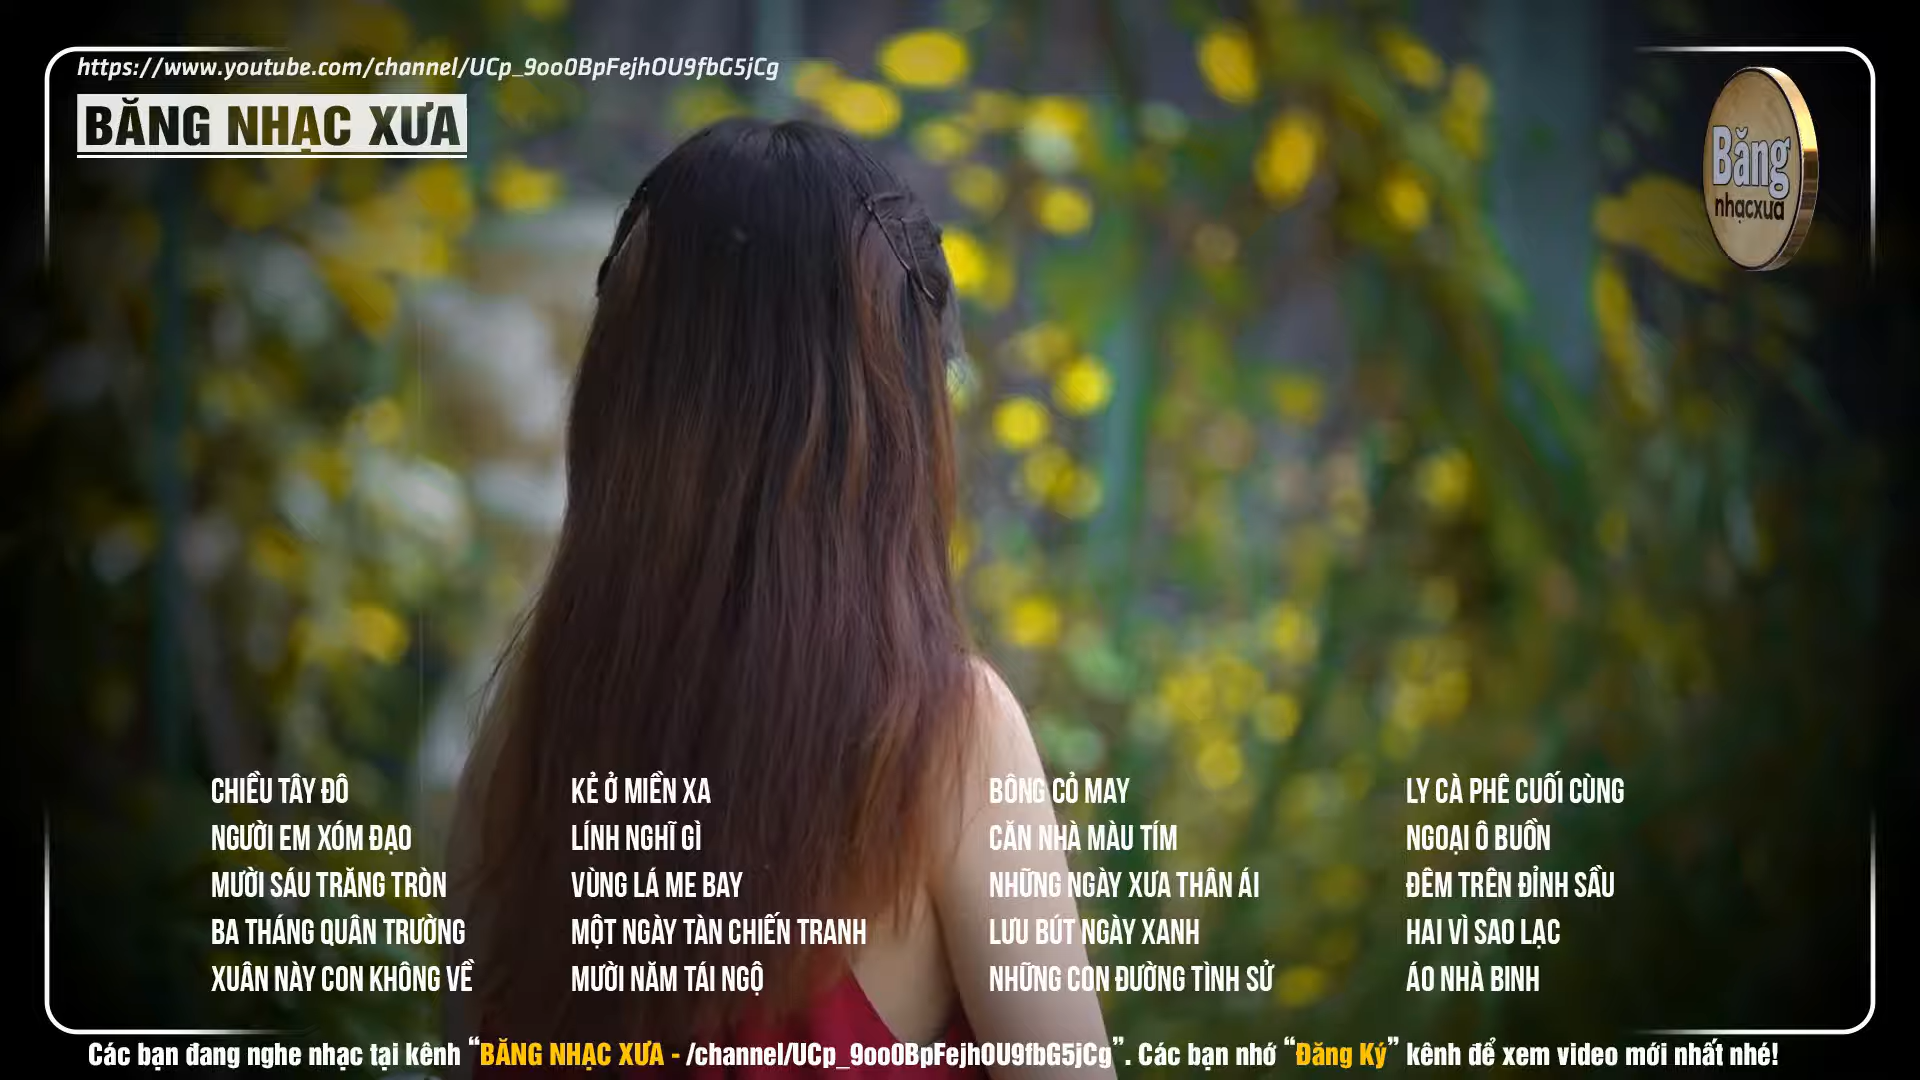 https://www.youtube.com/channel/UCp_9oo0BpFejhOU9fbG5jCg
BĂNG NHẠC XƯA
Băng
nhạcxưa
CHIỀU TÂY ĐÔ
NGƯỜI EM XÓM ĐẠO
MƯỜI SÁU TRĂNG TRÒN
BA THÁNG QUÂN TRƯỜNG
XUÂN NÀY CON KHÔNG VỀ
KẺ Ở MIỀN XA
LÍNH NGHĨ GÌ
VÙNG LÁ ME BAY
MỘT NGÀY TÀN CHIẾN TRANH
MƯỜI NĂM TÁI NGỘ
BÔNG CỎ MAY
CĂN NHÀ MÀU TÍM
NHỮNG NGÀY XƯA THÂN ÁI
LƯU BÚT NGÀY XANH
NHỮNG CON ĐƯỜNG TÌNH SỬ
LY CÀ PHÊ CUỐI CÙNG
NGOẠI Ô BUỒN
ĐÊM TRÊN ĐỈNH SẦU
HAI VÌ SAO LẠC
ÁO NHÀ BINH
Các bạn đang nghe nhạc tại kênh “BĂNG NHẠC XƯA - /channel/UCp_9oo0BpFejhOU9fbG5jCg”. Các bạn nhớ “Đăng Ký” kênh để xem video mới nhất nhé!